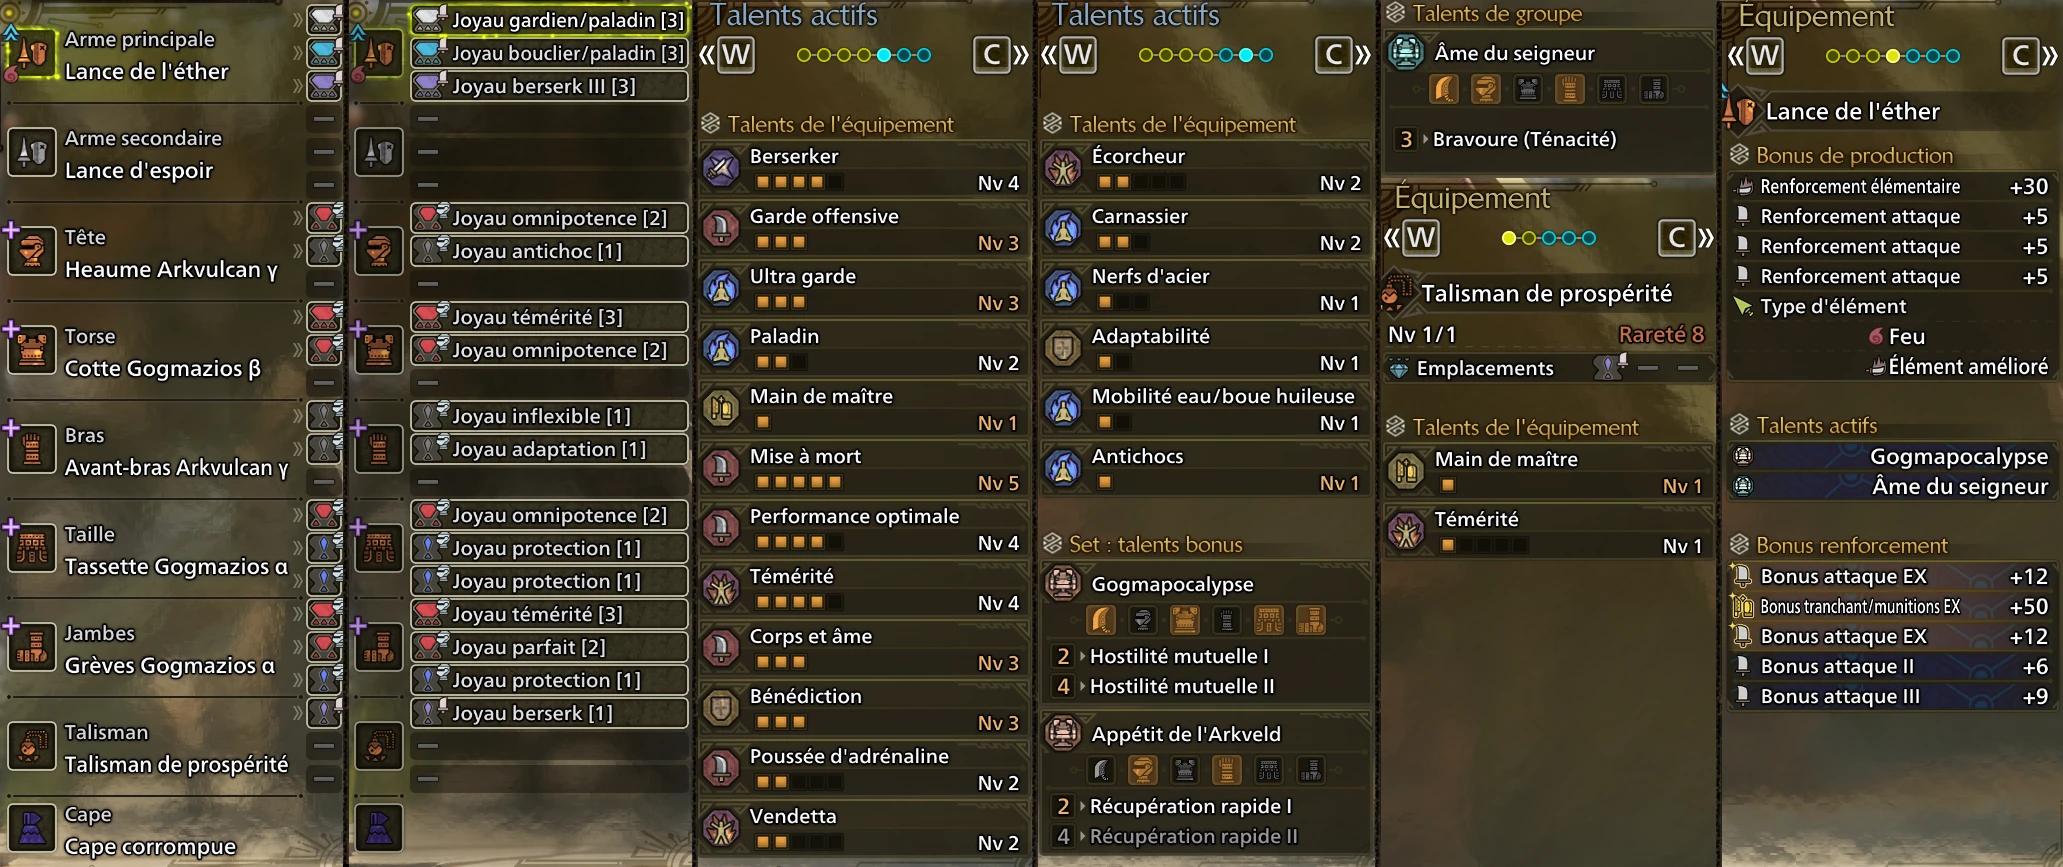 Arme principale
Lance de l'éther
Arme secondaire
Lance d'espoir
Tête
Heaume Arkvulcan γ
Torse
Cotte Gogmazios β
Bras
Avant-bras Arkvulcan γ
Taille
Tassette Gogmazios α
Jambes
Grèves Gogmazios α
Talisman
Talisman de prospérité
Cape
Cape corrompue
Joyau gardien/paladin [3]
Joyau bouclier/paladin [3]
Joyau berserk III [3]
Joyau omnipotence [2]
Joyau antichoc [1]
Joyau témérité [3]
Joyau omnipotence [2]
Joyau inflexible [1]
Joyau adaptation [1]
Joyau omnipotence [2]
Joyau protection [1]
Joyau protection [1]
Joyau témérité [3]
Joyau parfait [2]
Joyau protection [1]
Joyau berserk [1]
Talents actifs
W C
Talents de l'équipement
Berserker
Nv 4
Garde offensive
Nv 3
Ultra garde
Nv 3
Paladin
Nv 2
Main de maître
Nv 1
Mise à mort
Nv 5
Performance optimale
Nv 4
Témérité
Nv 4
Corps et âme
Nv 3
Bénédiction
Nv 3
Poussée d'adrénaline
Nv 2
Vendetta
Nv 2
Talents actifs
W C
Talents de l'équipement
Écorcheur
Nv 2
Carnassier
Nv 2
Nerfs d'acier
Nv 1
Adaptabilité
Nv 1
Mobilité eau/boue huileuse
Nv 1
Antichocs
Nv 1
Set : talents bonus
Gogmapocalypse
2 Hostilité mutuelle I
4 Hostilité mutuelle II
Appétit de l'Arkveld
2 Récupération rapide I
4 Récupération rapide II
Talents de groupe
Âme du seigneur
3 Bravoure (Ténacité)
Équipement
W C
Talisman de prospérité
Nv 1/1 Rareté 8
Emplacements
Talents de l'équipement
Main de maître
Nv 1
Témérité
Nv 1
Équipement
W C
Lance de l'éther
Bonus de production
Renforcement élémentaire +30
Renforcement attaque +5
Renforcement attaque +5
Renforcement attaque +5
Type d'élément
Feu
Élément amélioré
Talents actifs
Gogmapocalypse
Âme du seigneur
Bonus renforcement
Bonus attaque EX +12
Bonus tranchant/munitions EX +50
Bonus attaque EX +12
Bonus attaque II +6
Bonus attaque III +9